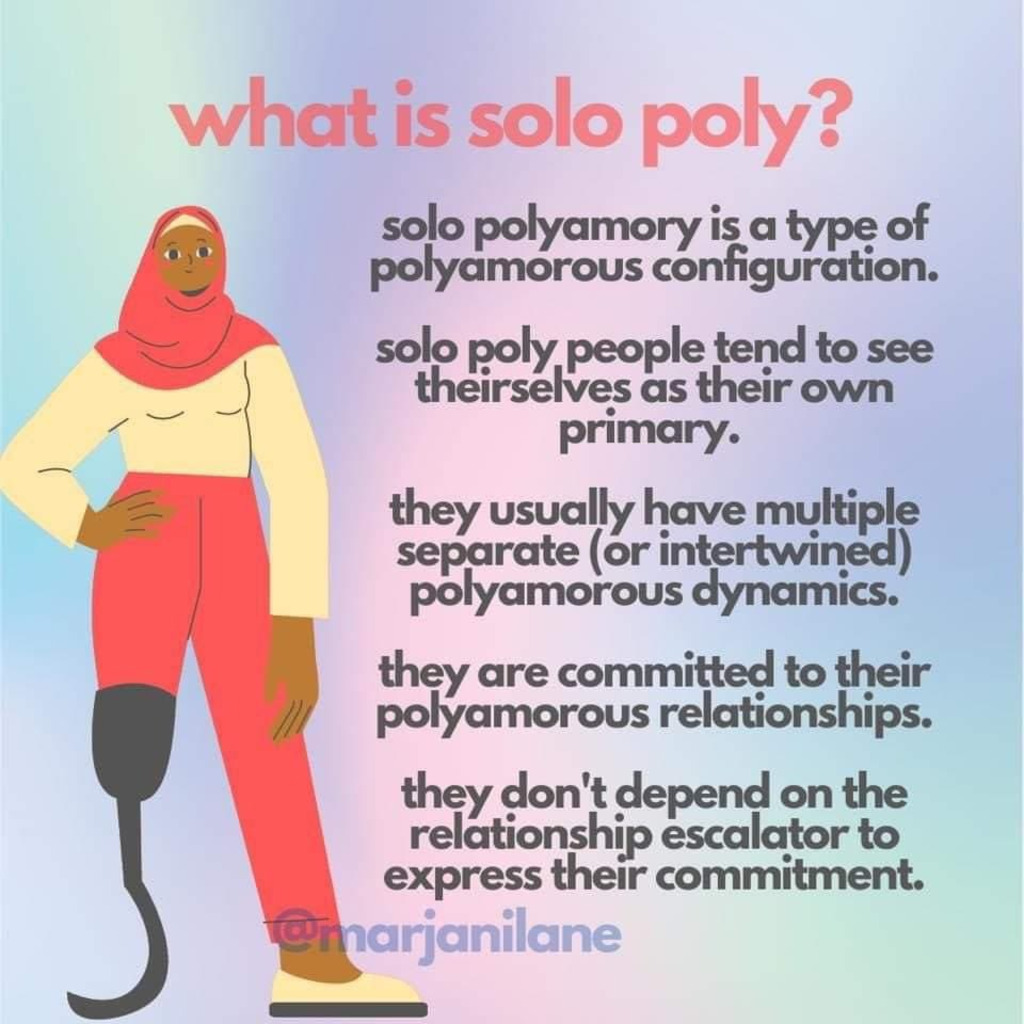 what is solo poly?
solo polyamory is a type of
polyamorous configuration.
solo poly people tend to see
theirselves as their own
primary.
they usually have multiple
separate (or intertwined)
polyamorous dynamics.
they are committed to their
polyamorous relationships.
they don't depend on the
relationship escalator to
express their commitment.
@marjanilane